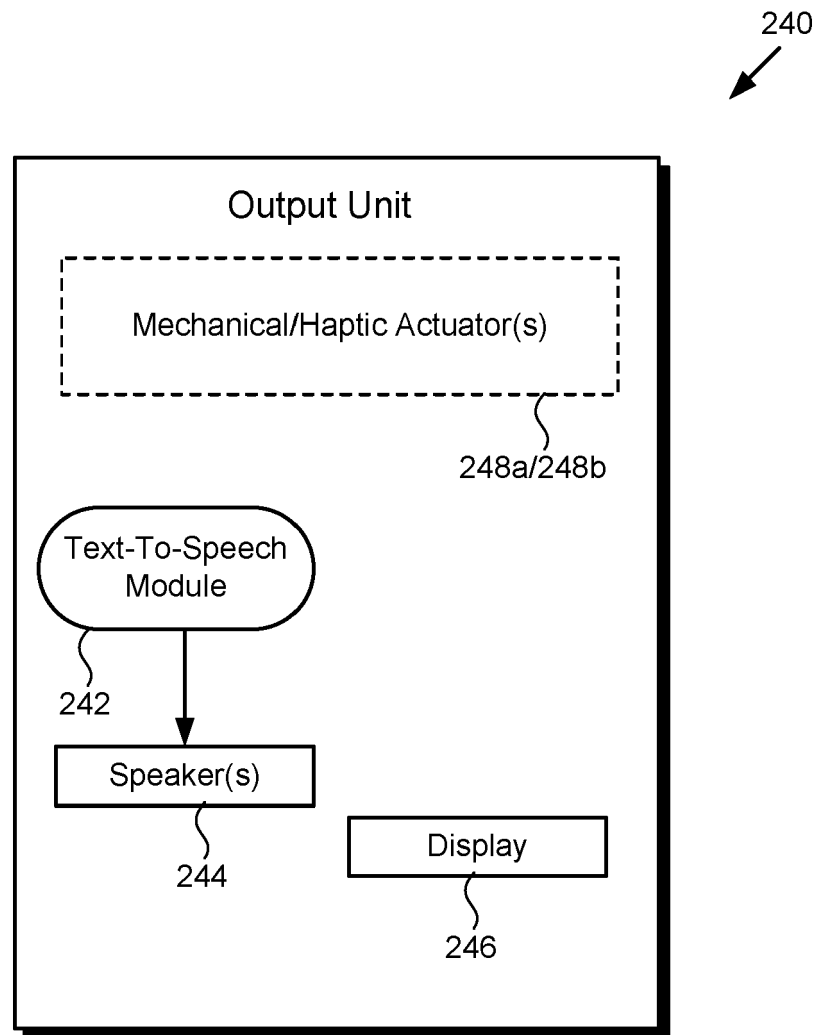 240
Output Unit
Mechanical/Haptic Actuator(s)
248a/248b
Text-To-Speech
Module
242
Speaker(s)
244
Display
246